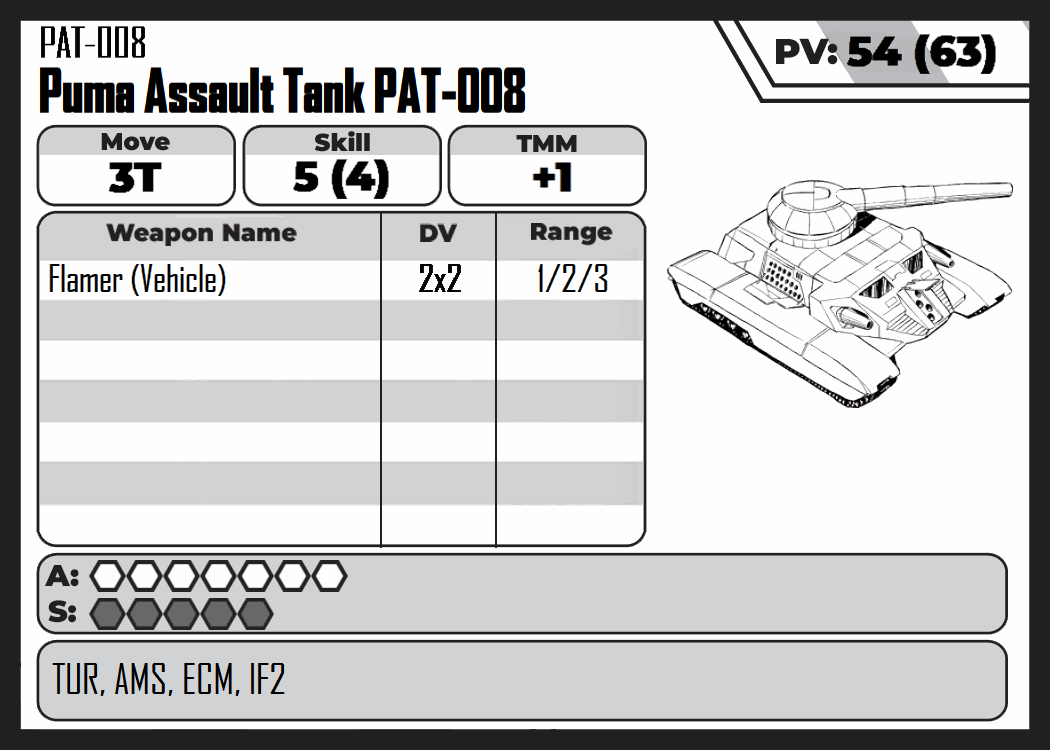 PAT-008
Puma Assault Tank PAT-008
PV: 54 (63)
Move
3T
Skill
5 (4)
TMM
+1
Weapon Name DV Range
Flamer (Vehicle) 2x2 1/2/3
A:
S:
TUR, AMS, ECM, IF2